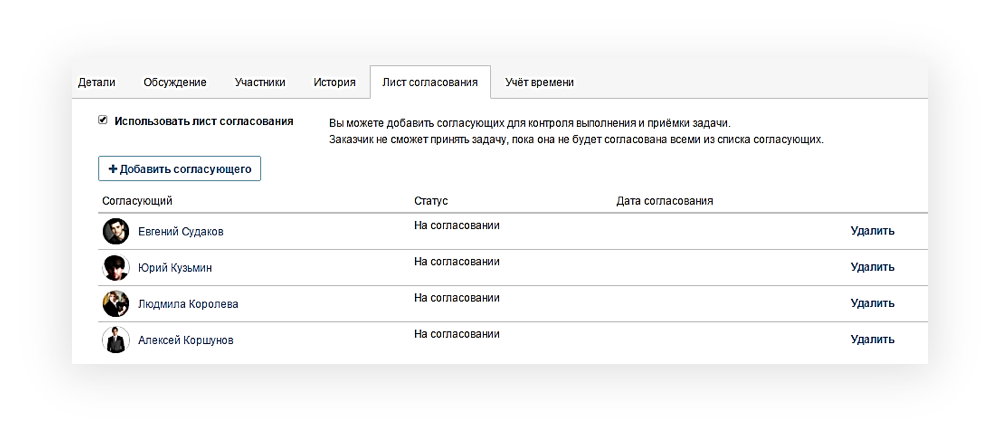 Детали Обсуждение Участники История Лист согласования Учёт времени
Использовать лист согласования
Вы можете добавить согласующих для контроля выполнения и приёмки задачи.
Заказчик не сможет принять задачу, пока она не будет согласована всеми из списка согласующих.
+ Добавить согласующего
Согласующий Статус Дата согласования
Евгений Судаков На согласовании Удалить
Юрий Кузьмин На согласовании Удалить
Людмила Королева На согласовании Удалить
Алексей Коршунов На согласовании Удалить